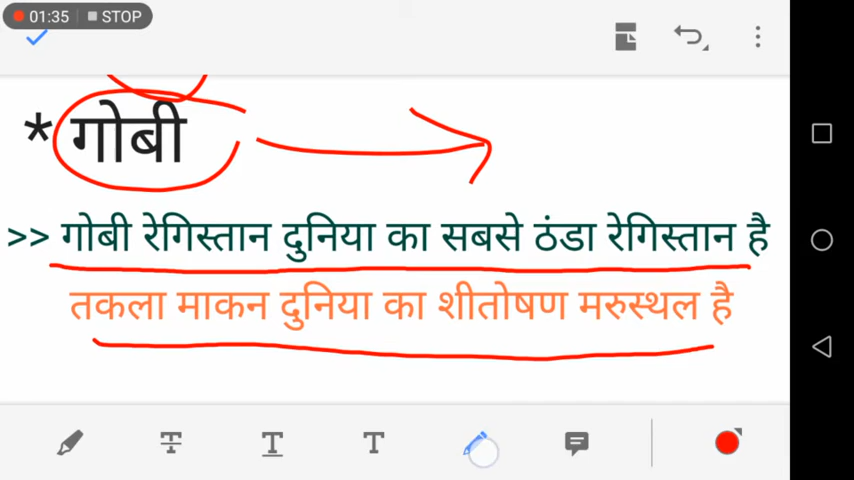 01:35 STOP
* गोबी
>> गोबी रेगिस्तान दुनिया का सबसे ठंडा रेगिस्तान है
तकला माकन दुनिया का शीतोषण मरुस्थल है
T T T